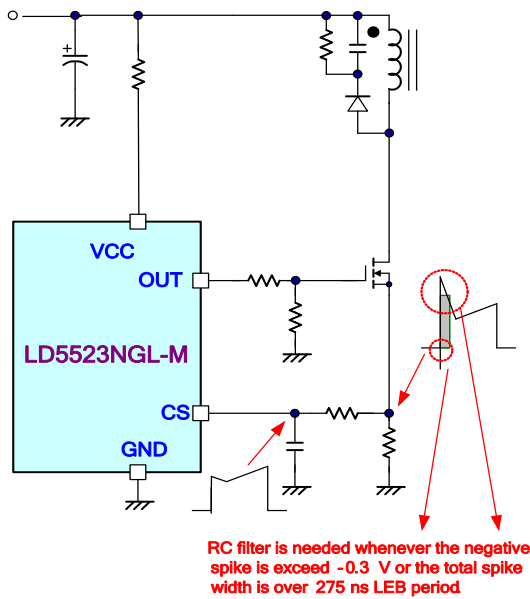 +
VCC
OUT
LD5523NGL-M
CS
GND
RC filter is needed whenever the negative
spike is exceed -0.3 V or the total spike
width is over 275 ns LEB period.